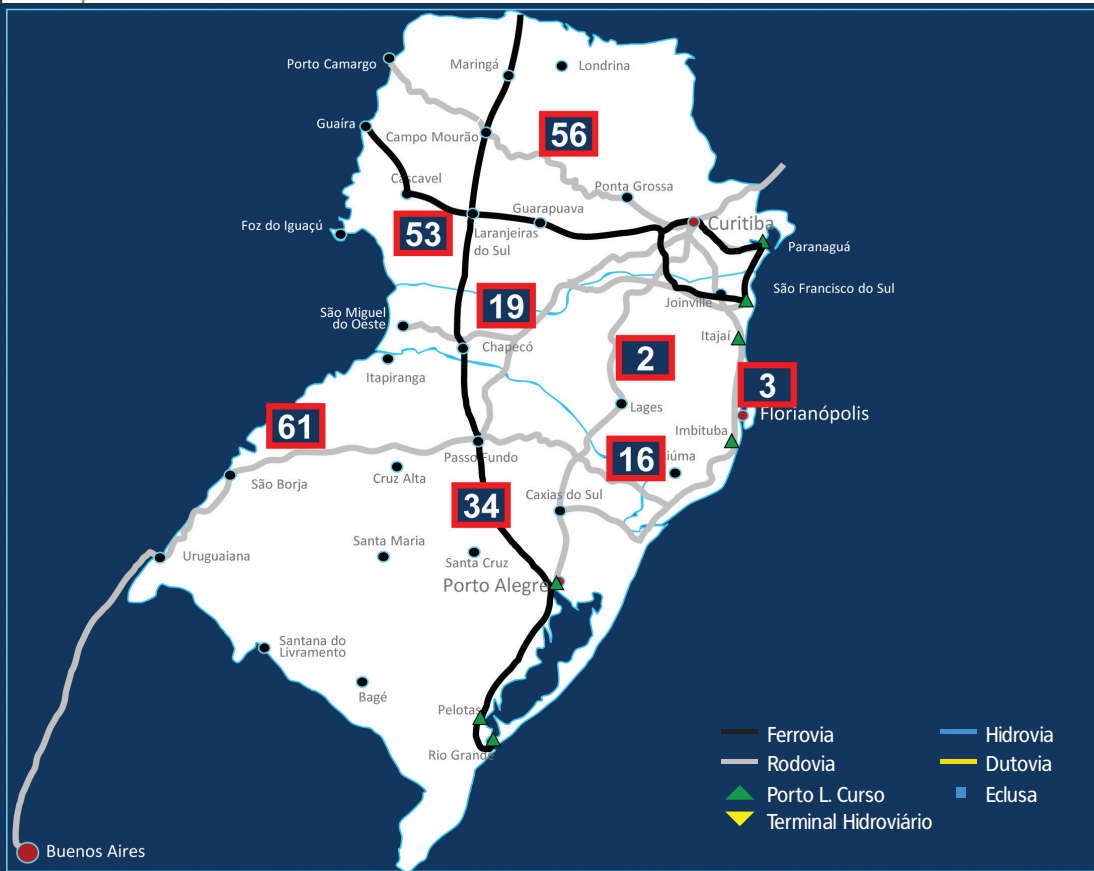 Porto Camargo
Maringá
Londrina
Guaíra
Campo Mourão
56
Cascavel
Ponta Grossa
Guarapuava
Foz do Iguaçú
53
Laranjeiras
do Sul
Curitiba
Paranaguá
São Francisco do Sul
Joinville
19
São Miguel
do Oeste
Itajaí
Chapecó
2
Itapiranga
3
Lages
Florianópolis
61
Imbituba
Passo Fundo
16
iúma
São Borja
Cruz Alta
34
Caxias do Sul
Santa Maria
Uruguaiana
Santa Cruz
Porto Alegre
Santana do
Livramento
Bagé
Pelotas
Rio Grande
Ferrovia
Hidrovia
Rodovia
Dutovia
Porto L. Curso
Eclusa
Terminal Hidroviário
Buenos Aires